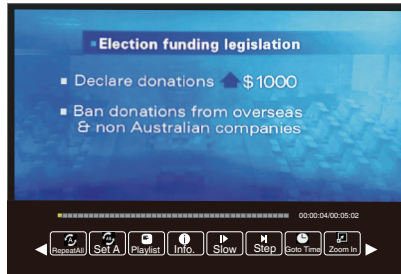 Election funding legislation
Declare donations $1000
Ban donations from overseas
& non Australian companies
00:00:04/00:05:02
RepeatAll Set A Playlist Info. Slow Step Goto Time Zoom In